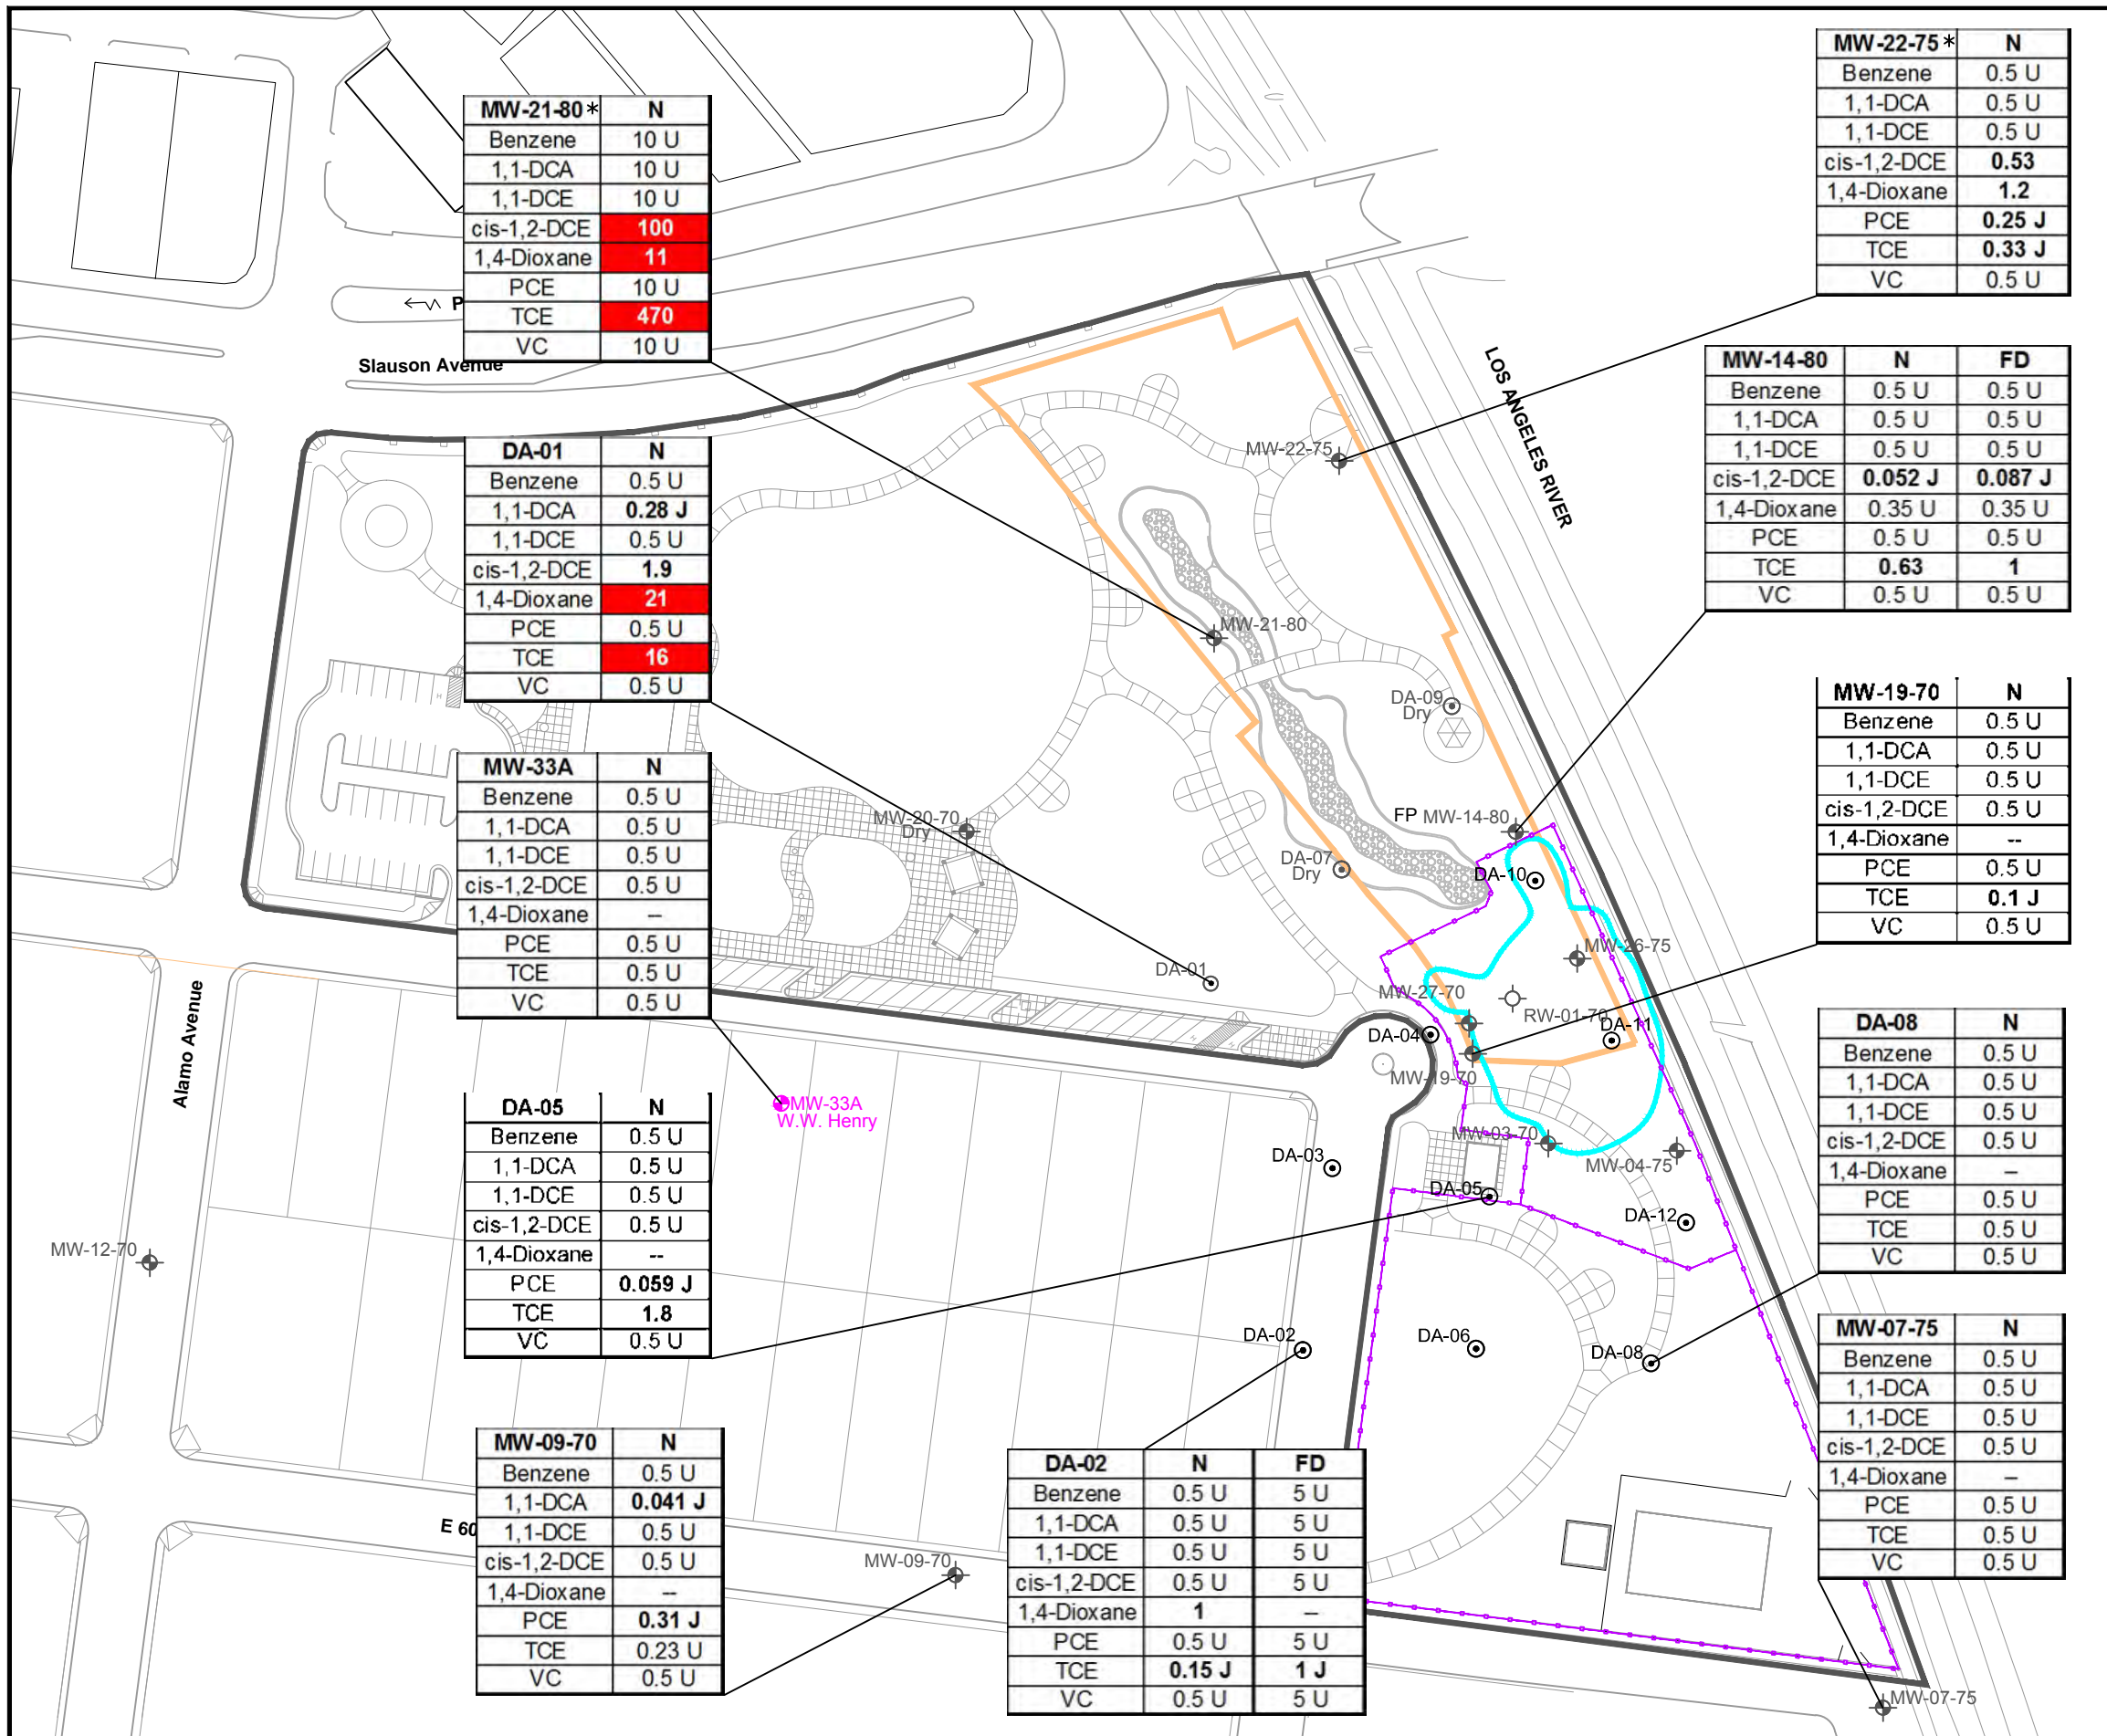 MW-21-80* N
Benzene 10 U
1,1-DCA 10 U
1,1-DCE 10 U
cis-1,2-DCE 100
1,4-Dioxane 11
PCE 10 U
TCE 470
VC 10 U
MW-22-75* N
Benzene 0.5 U
1,1-DCA 0.5 U
1,1-DCE 0.5 U
cis-1,2-DCE 0.53
1,4-Dioxane 1.2
PCE 0.25 J
TCE 0.33 J
VC 0.5 U
Slauson Avenue
LOS ANGELES RIVER
MW-14-80 N FD
Benzene 0.5 U 0.5 U
1,1-DCA 0.5 U 0.5 U
1,1-DCE 0.5 U 0.5 U
cis-1,2-DCE 0.052 J 0.087 J
1,4-Dioxane 0.35 U 0.35 U
PCE 0.5 U 0.5 U
TCE 0.63 1
VC 0.5 U 0.5 U
DA-01 N
Benzene 0.5 U
1,1-DCA 0.28 J
1,1-DCE 0.5 U
cis-1,2-DCE 1.9
1,4-Dioxane 21
PCE 0.5 U
TCE 16
VC 0.5 U
MW-22-75
MW-21-80
DA-09
Dry
MW-19-70 N
Benzene 0.5 U
1,1-DCA 0.5 U
1,1-DCE 0.5 U
cis-1,2-DCE 0.5 U
1,4-Dioxane --
PCE 0.5 U
TCE 0.1 J
VC 0.5 U
MW-33A N
Benzene 0.5 U
1,1-DCA 0.5 U
1,1-DCE 0.5 U
cis-1,2-DCE 0.5 U
1,4-Dioxane –
PCE 0.5 U
TCE 0.5 U
VC 0.5 U
MW-20-70
Dry
FP MW-14-80
DA-07
Dry
DA-10
MW-26-75
DA-01
MW-27-70
RW-01-70
DA-11
DA-04
MW-19-70
Alamo Avenue
MW-33A
W.W. Henry
DA-08 N
Benzene 0.5 U
1,1-DCA 0.5 U
1,1-DCE 0.5 U
cis-1,2-DCE 0.5 U
1,4-Dioxane –
PCE 0.5 U
TCE 0.5 U
VC 0.5 U
DA-05 N
Benzene 0.5 U
1,1-DCA 0.5 U
1,1-DCE 0.5 U
cis-1,2-DCE 0.5 U
1,4-Dioxane --
PCE 0.059 J
TCE 1.8
VC 0.5 U
MW-03-70
DA-03
MW-04-75
DA-05
DA-12
MW-12-70
DA-02
DA-06
DA-08
MW-07-75 N
Benzene 0.5 U
1,1-DCA 0.5 U
1,1-DCE 0.5 U
cis-1,2-DCE 0.5 U
1,4-Dioxane –
PCE 0.5 U
TCE 0.5 U
VC 0.5 U
MW-09-70 N
Benzene 0.5 U
1,1-DCA 0.041 J
1,1-DCE 0.5 U
cis-1,2-DCE 0.5 U
1,4-Dioxane –
PCE 0.31 J
TCE 0.23 U
VC 0.5 U
E 60
MW-09-70
DA-02 N FD
Benzene 0.5 U 5 U
1,1-DCA 0.5 U 5 U
1,1-DCE 0.5 U 5 U
cis-1,2-DCE 0.5 U 5 U
1,4-Dioxane 1 –
PCE 0.5 U 5 U
TCE 0.15 J 1 J
VC 0.5 U 5 U
MW-07-75